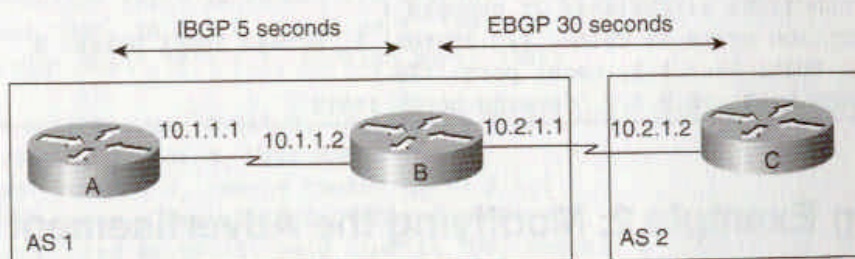 IBGP 5 seconds
EBGP 30 seconds
10.1.1.1
10.1.1.2
10.2.1.1
10.2.1.2
A
B
C
AS 1
AS 2